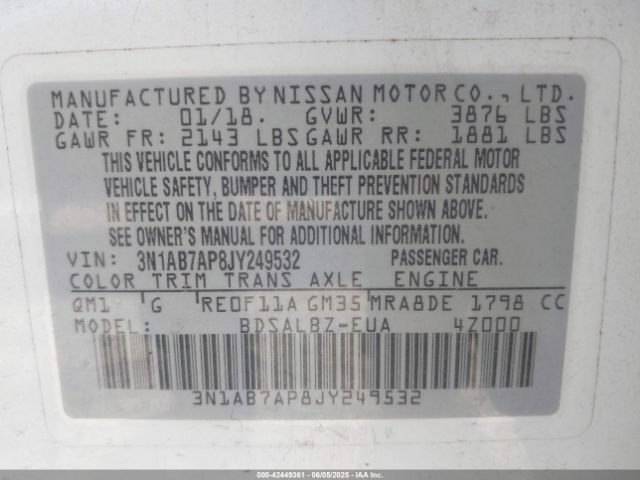 MANUFACTURED BY NISSAN MOTOR CO., LTD.
DATE: 01/18. GVWR: 3876 LBS
GAWR FR: 2143 LBS GAWR RR: 1881 LBS
THIS VEHICLE CONFORMS TO ALL APPLICABLE FEDERAL MOTOR
VEHICLE SAFETY, BUMPER AND THEFT PREVENTION STANDARDS
IN EFFECT ON THE DATE OF MANUFACTURE SHOWN ABOVE.
SEE OWNER'S MANUAL FOR ADDITIONAL INFORMATION.
VIN: 3N1AB7AP8JY249532 PASSENGER CAR.
COLOR TRIM TRANS AXLE ENGINE
QM1 G RE0F11A GM35 MRA8DE 1798 CC
MODEL: BDSALBZ-EUA 4Z000
3N1AB7AP8JY249532
000-42449361 - 06/05/2025 - COPYRIGHT © IAA, LLC.